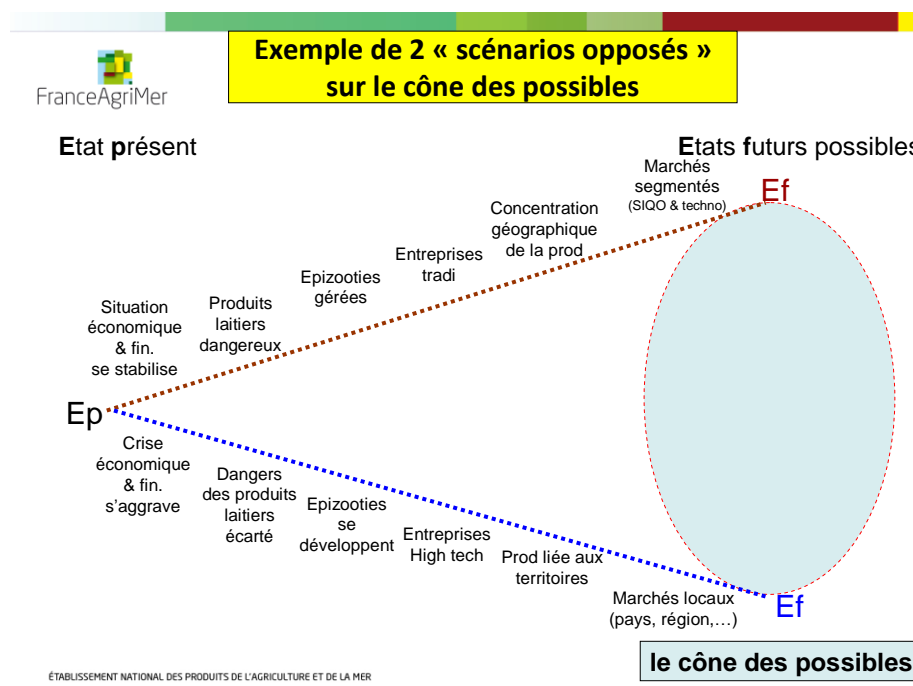 Exemple de 2 « scénarios opposés »
sur le cône des possibles
FranceAgriMer
Etat présent
Etats futurs possibles
Marchés
segmentés
(SIQO & techno)
Ef
Concentration
géographique
de la prod
Entreprises
tradi
Epizooties
gérées
Produits
laitiers
dangereux
Situation
économique
& fin.
se stabilise
Ep
Crise
économique
& fin.
s'aggrave
Dangers
des produits
laitiers
écarté
Epizooties
se
développent
Entreprises
High tech
Prod liée aux
territoires
Marchés locaux
(pays, région,…)
Ef
le cône des possibles
ÉTABLISSEMENT NATIONAL DES PRODUITS DE L'AGRICULTURE ET DE LA MER